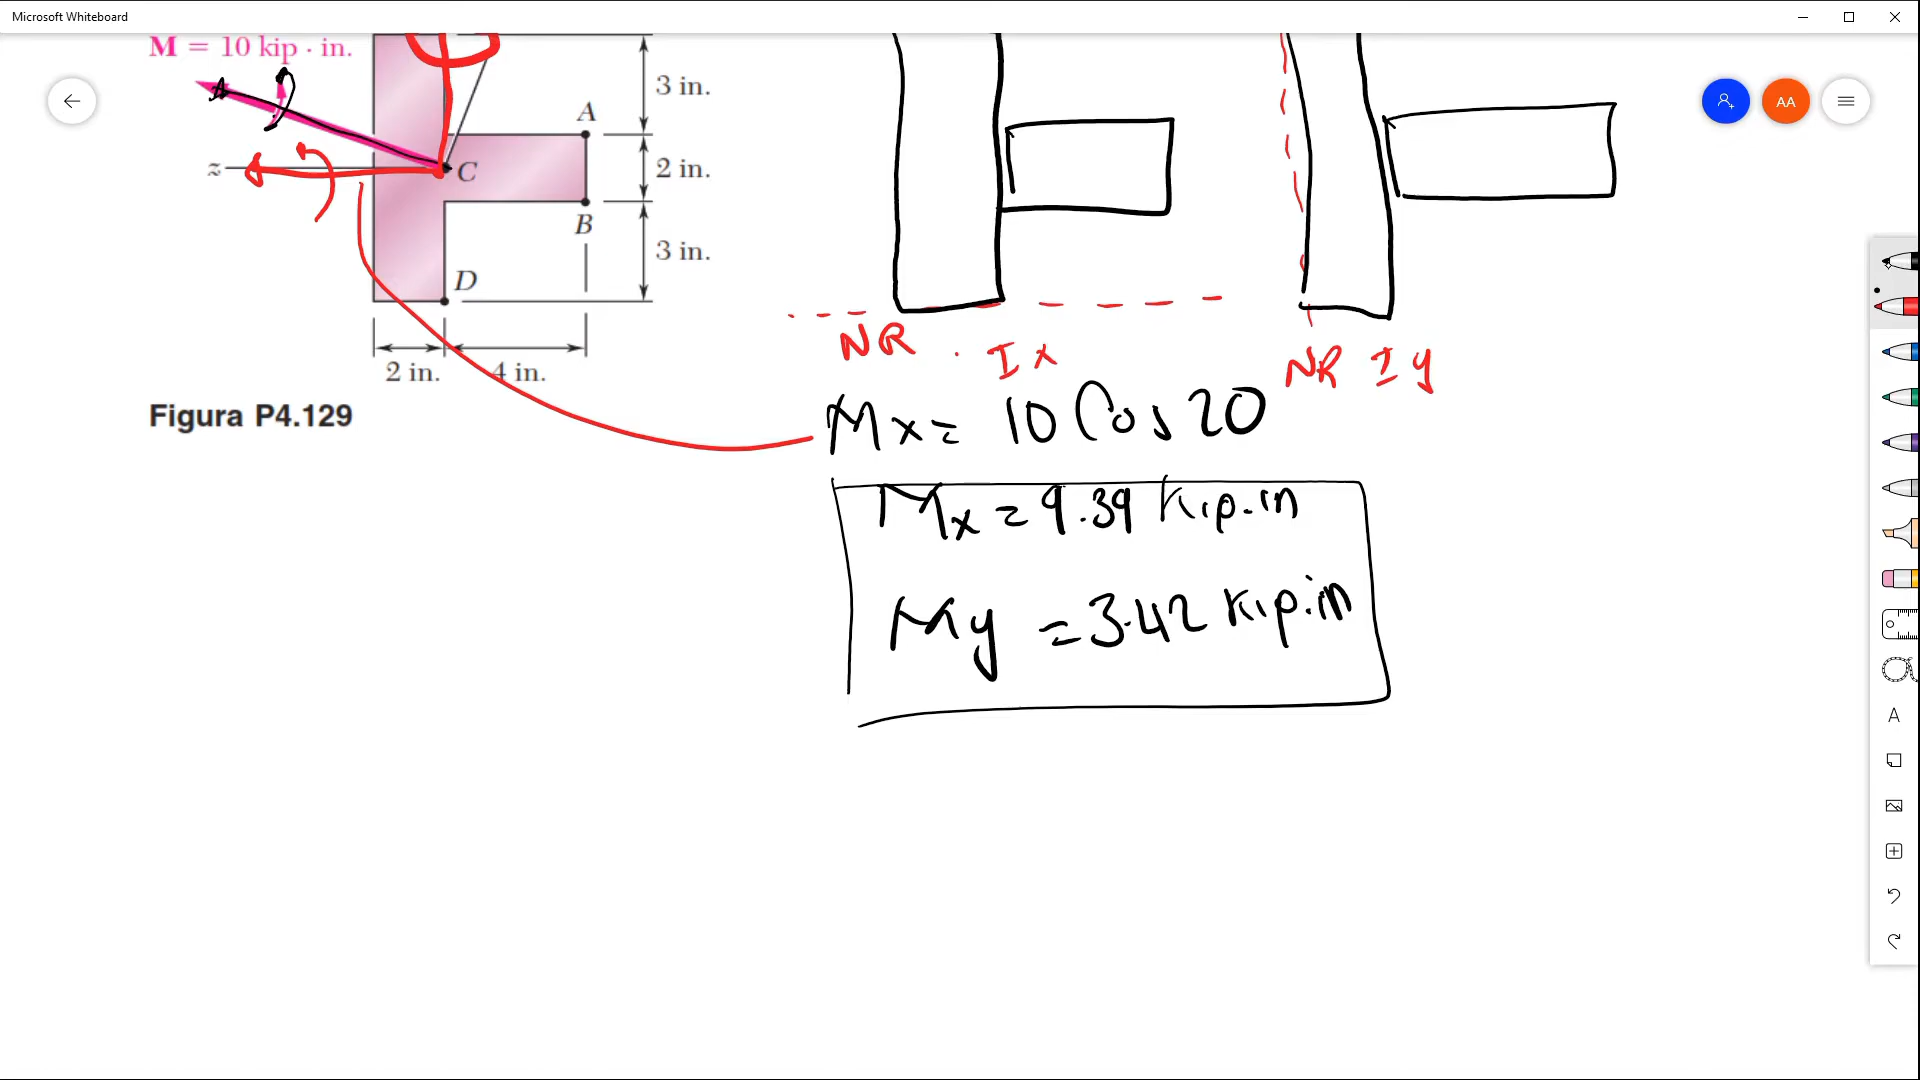 Microsoft Whiteboard
M = 10 kip · in.
3 in.
A
z
C
2 in.
B
3 in.
D
2 in.
4 in.
Figura P4.129
NR . Ix
NR Iy
Mx = 10 Cos 20
Mx = 9.39 Kip.in
My = 3.42 Kip.in
AA
A